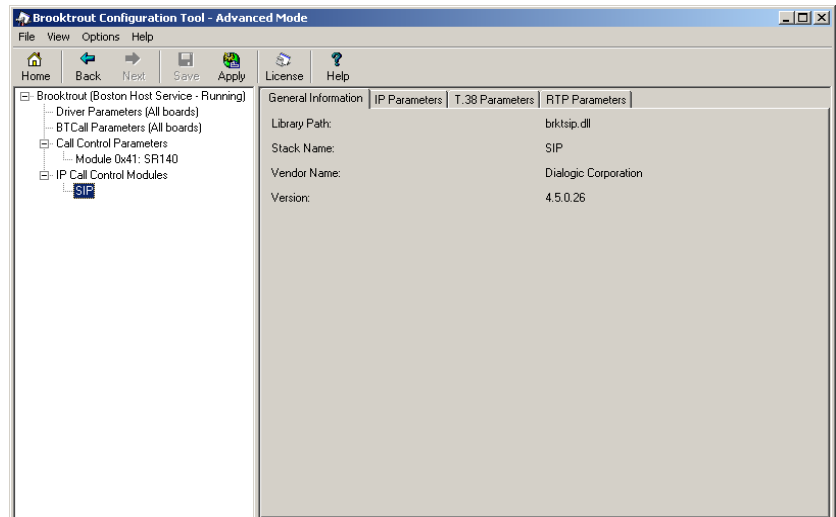 Brooktrout Configuration Tool - Advanced Mode
File View Options Help
Home Back Next Save Apply License Help
Brooktrout (Boston Host Service - Running)
Driver Parameters (All boards)
BTCall Parameters (All boards)
Call Control Parameters
Module 0x41: SR140
IP Call Control Modules
SIP
General Information IP Parameters T.38 Parameters RTP Parameters
Library Path: brktsip.dll
Stack Name: SIP
Vendor Name: Dialogic Corporation
Version: 4.5.0.26